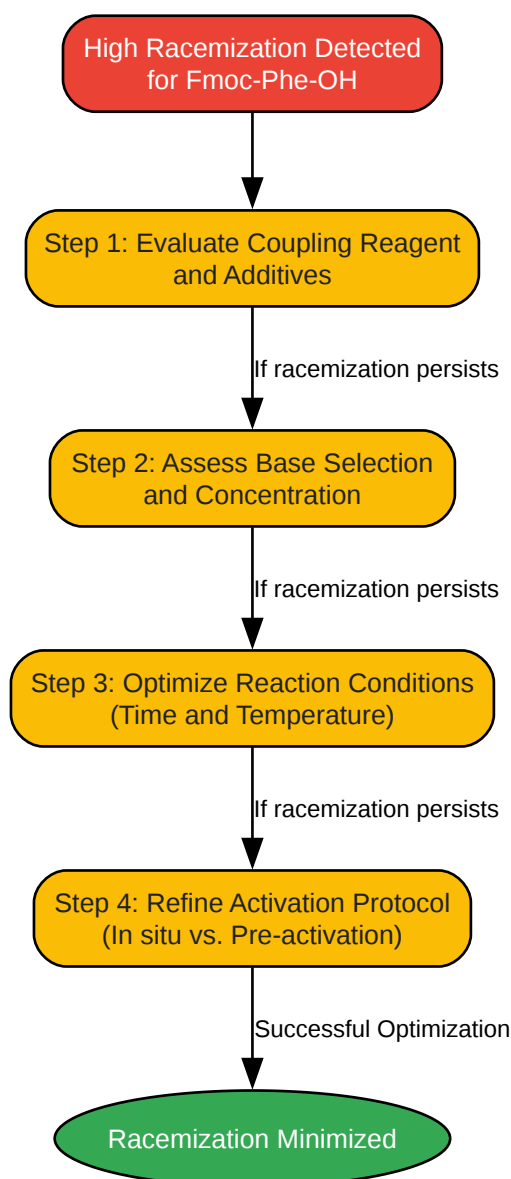 High Racemization Detected
for Fmoc-Phe-OH
Step 1: Evaluate Coupling Reagent
and Additives
If racemization persists
Step 2: Assess Base Selection
and Concentration
If racemization persists
Step 3: Optimize Reaction Conditions
(Time and Temperature)
If racemization persists
Step 4: Refine Activation Protocol
(In situ vs. Pre-activation)
Successful Optimization
Racemization Minimized